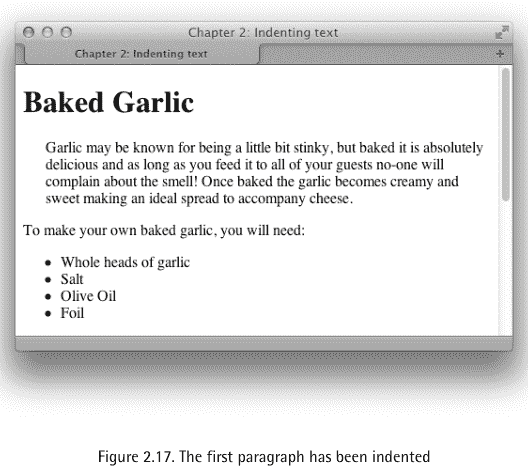 Chapter 2: Indenting text
Chapter 2: Indenting text
Baked Garlic
Garlic may be known for being a little bit stinky, but baked it is absolutely
delicious and as long as you feed it to all of your guests no-one will
complain about the smell! Once baked the garlic becomes creamy and
sweet making an ideal spread to accompany cheese.
To make your own baked garlic, you will need:
• Whole heads of garlic
• Salt
• Olive Oil
• Foil
Figure 2.17. The first paragraph has been indented